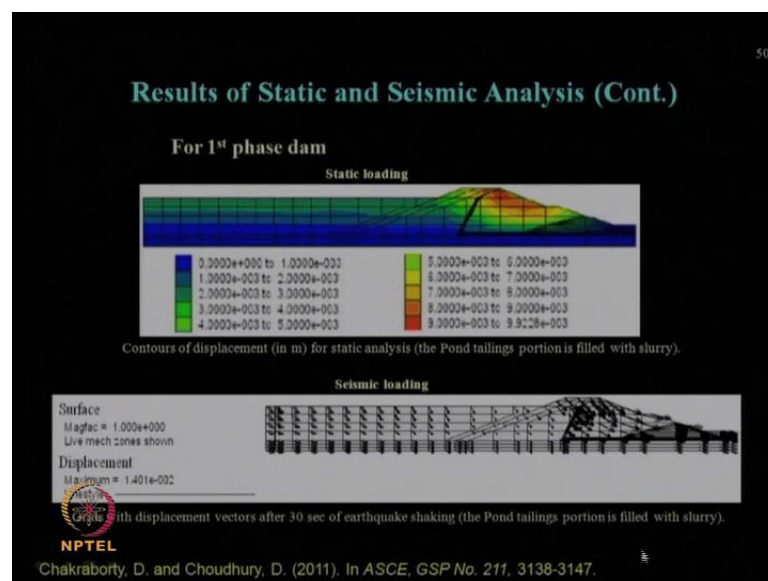 50
Results of Static and Seismic Analysis (Cont.)
For 1st phase dam
Static loading
0.0000e+000 to 1.0000e-003
1.0000e-003 to 2.0000e-003
2.0000e-003 to 3.0000e-003
3.0000e-003 to 4.0000e-003
4.0000e-003 to 5.0000e-003
5.0000e-003 to 6.0000e-003
6.0000e-003 to 7.0000e-003
7.0000e-003 to 8.0000e-003
8.0000e-003 to 9.0000e-003
9.0000e-003 to 9.9228e-003
Contours of displacement (in m) for static analysis (the Pond tailings portion is filled with slurry).
Seismic loading
Surface
Magfac = 1.000e+000
Live mech zones shown
Displacement
Maximum = 1.401e-002
with displacement vectors after 30 sec of earthquake shaking (the Pond tailings portion is filled with slurry).
NPTEL
Chakraborty, D. and Choudhury, D. (2011). In ASCE, GSP No. 211, 3138-3147.